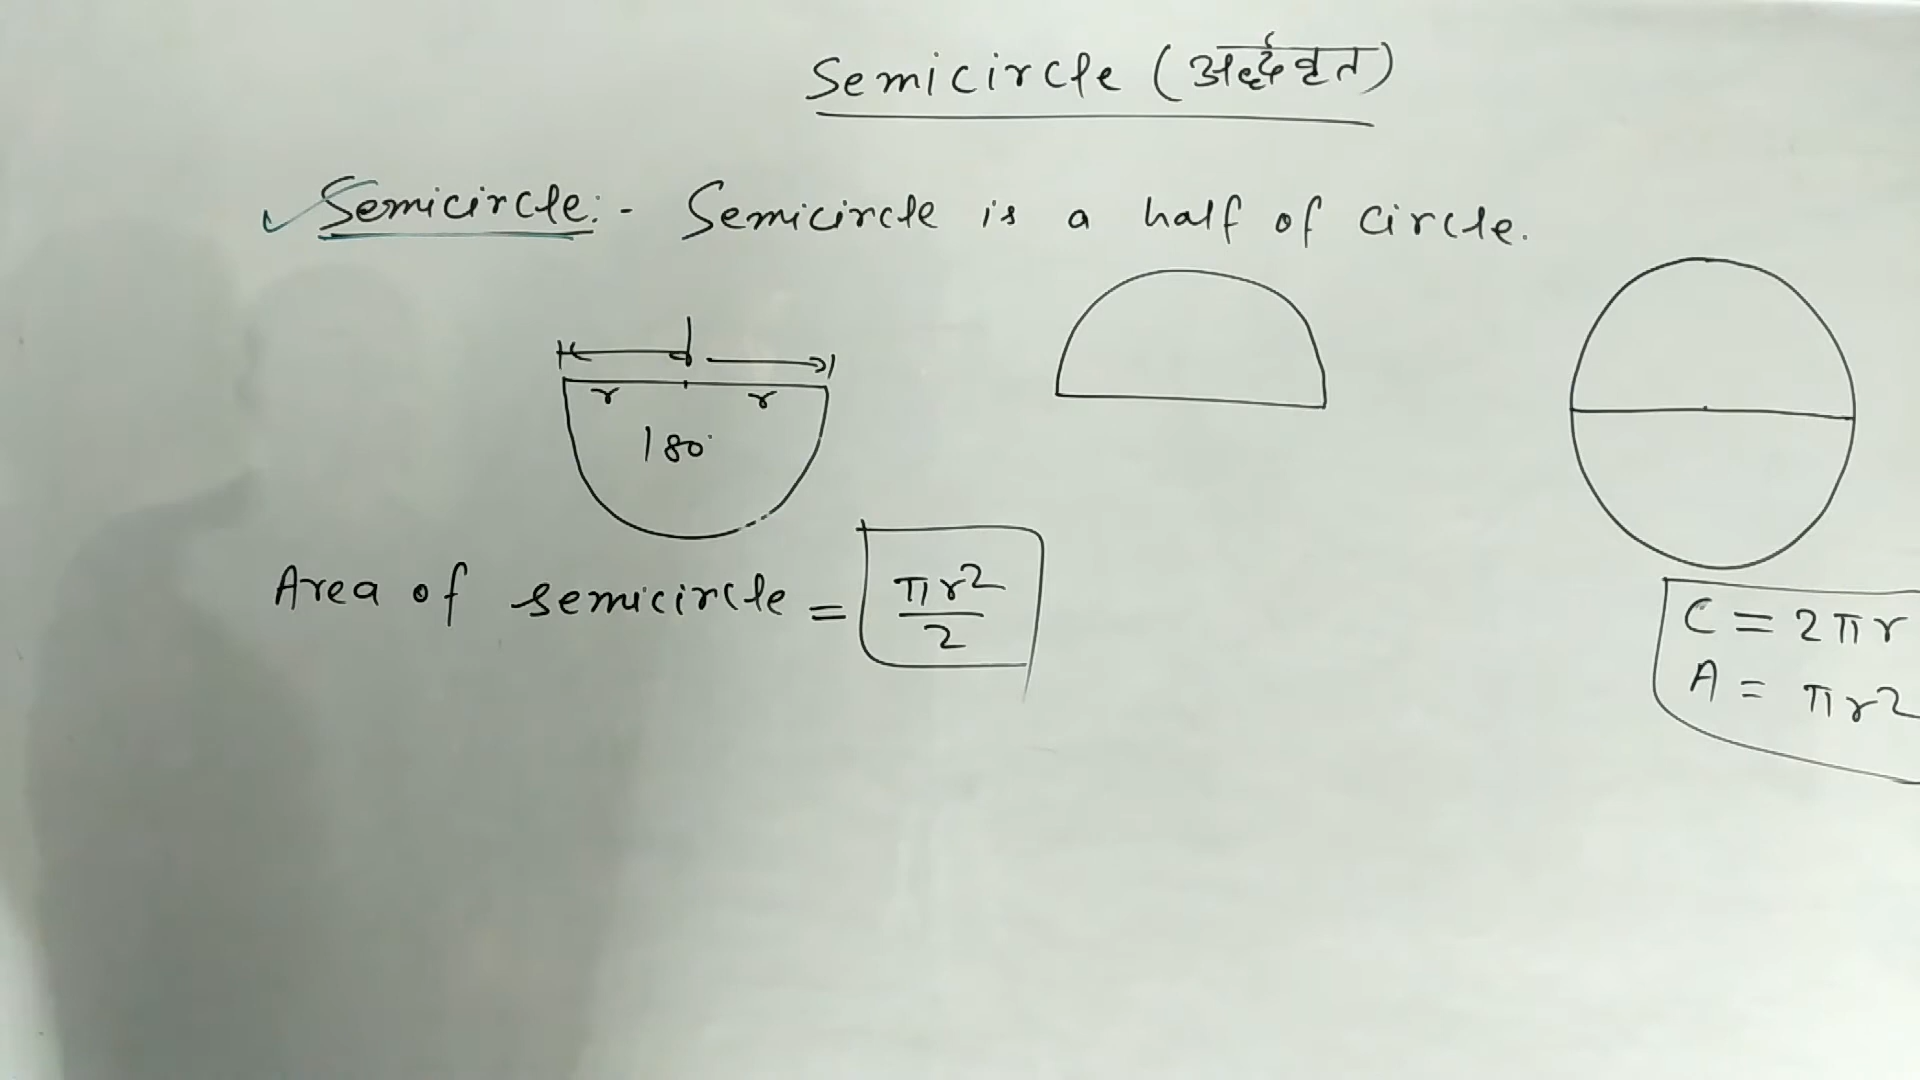 Semicircle (अर्द्धवृत)
Semicircle:- Semicircle is a half of circle.
d
r r
180°
Area of semicircle = πr²/2
C = 2πr
A = πr²